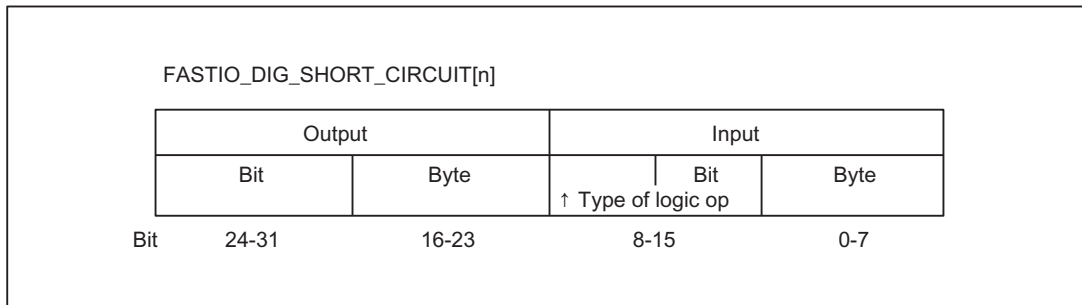 FASTIO_DIG_SHORT_CIRCUIT[n]
Output Input
Bit Byte Bit Byte
↑ Type of logic op
Bit 24-31 16-23 8-15 0-7